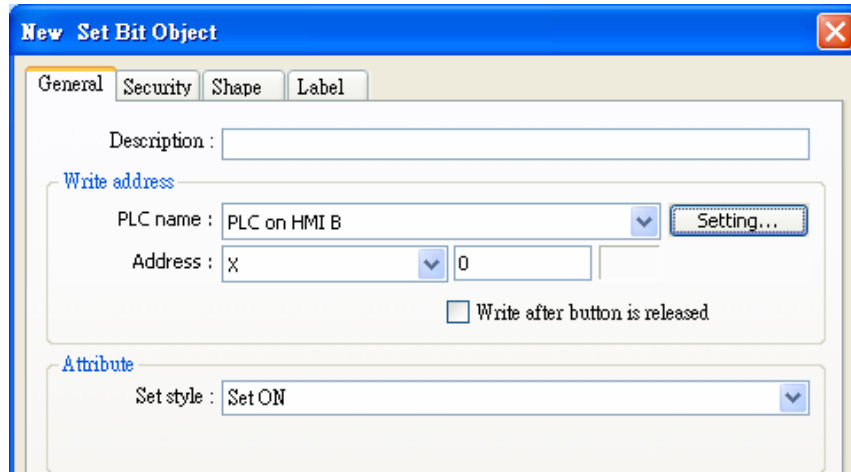 New Set Bit Object
General Security Shape Label
Description :
Write address
PLC name : PLC on HMI B Setting...
Address : X 0
Write after button is released
Attribute
Set style : Set ON